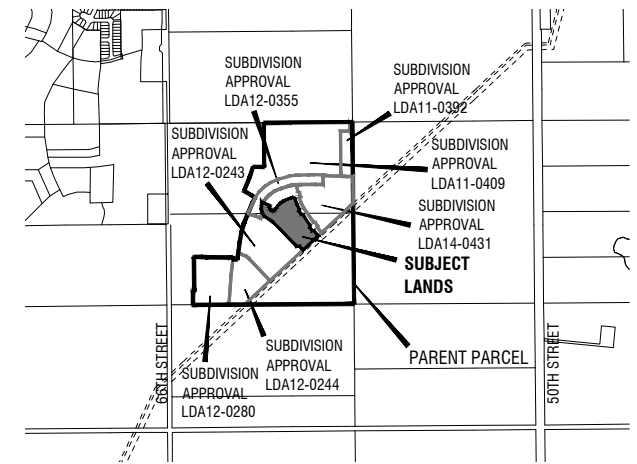 SUBDIVISION
APPROVAL
LDA12-0355
SUBDIVISION
APPROVAL
LDA11-0392
SUBDIVISION
APPROVAL
LDA12-0243
SUBDIVISION
APPROVAL
LDA11-0409
SUBDIVISION
APPROVAL
LDA14-0431
SUBJECT
LANDS
66TH STREET
50TH STREET
PARENT PARCEL
SUBDIVISION
APPROVAL
LDA12-0244
SUBDIVISION
APPROVAL
LDA12-0280